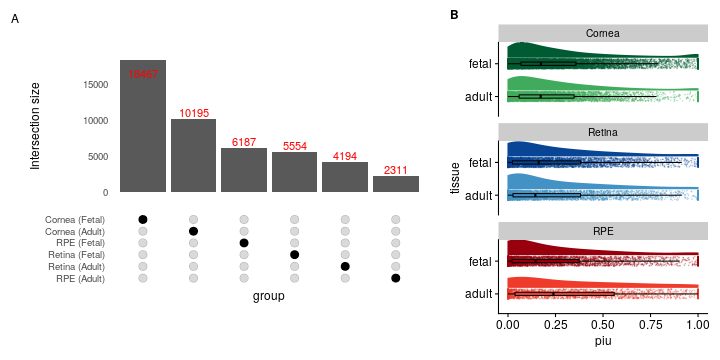 A
Intersection size
15000
10000
5000
0
10195
6187
5554
4194
2311
Cornea (Fetal)
Cornea (Adult)
RPE (Fetal)
Retina (Fetal)
Retina (Adult)
RPE (Adult)
group
B
tissue
Cornea
fetal
adult
Retina
fetal
adult
RPE
fetal
adult
0.00
0.25
0.50
0.75
1.00
piu